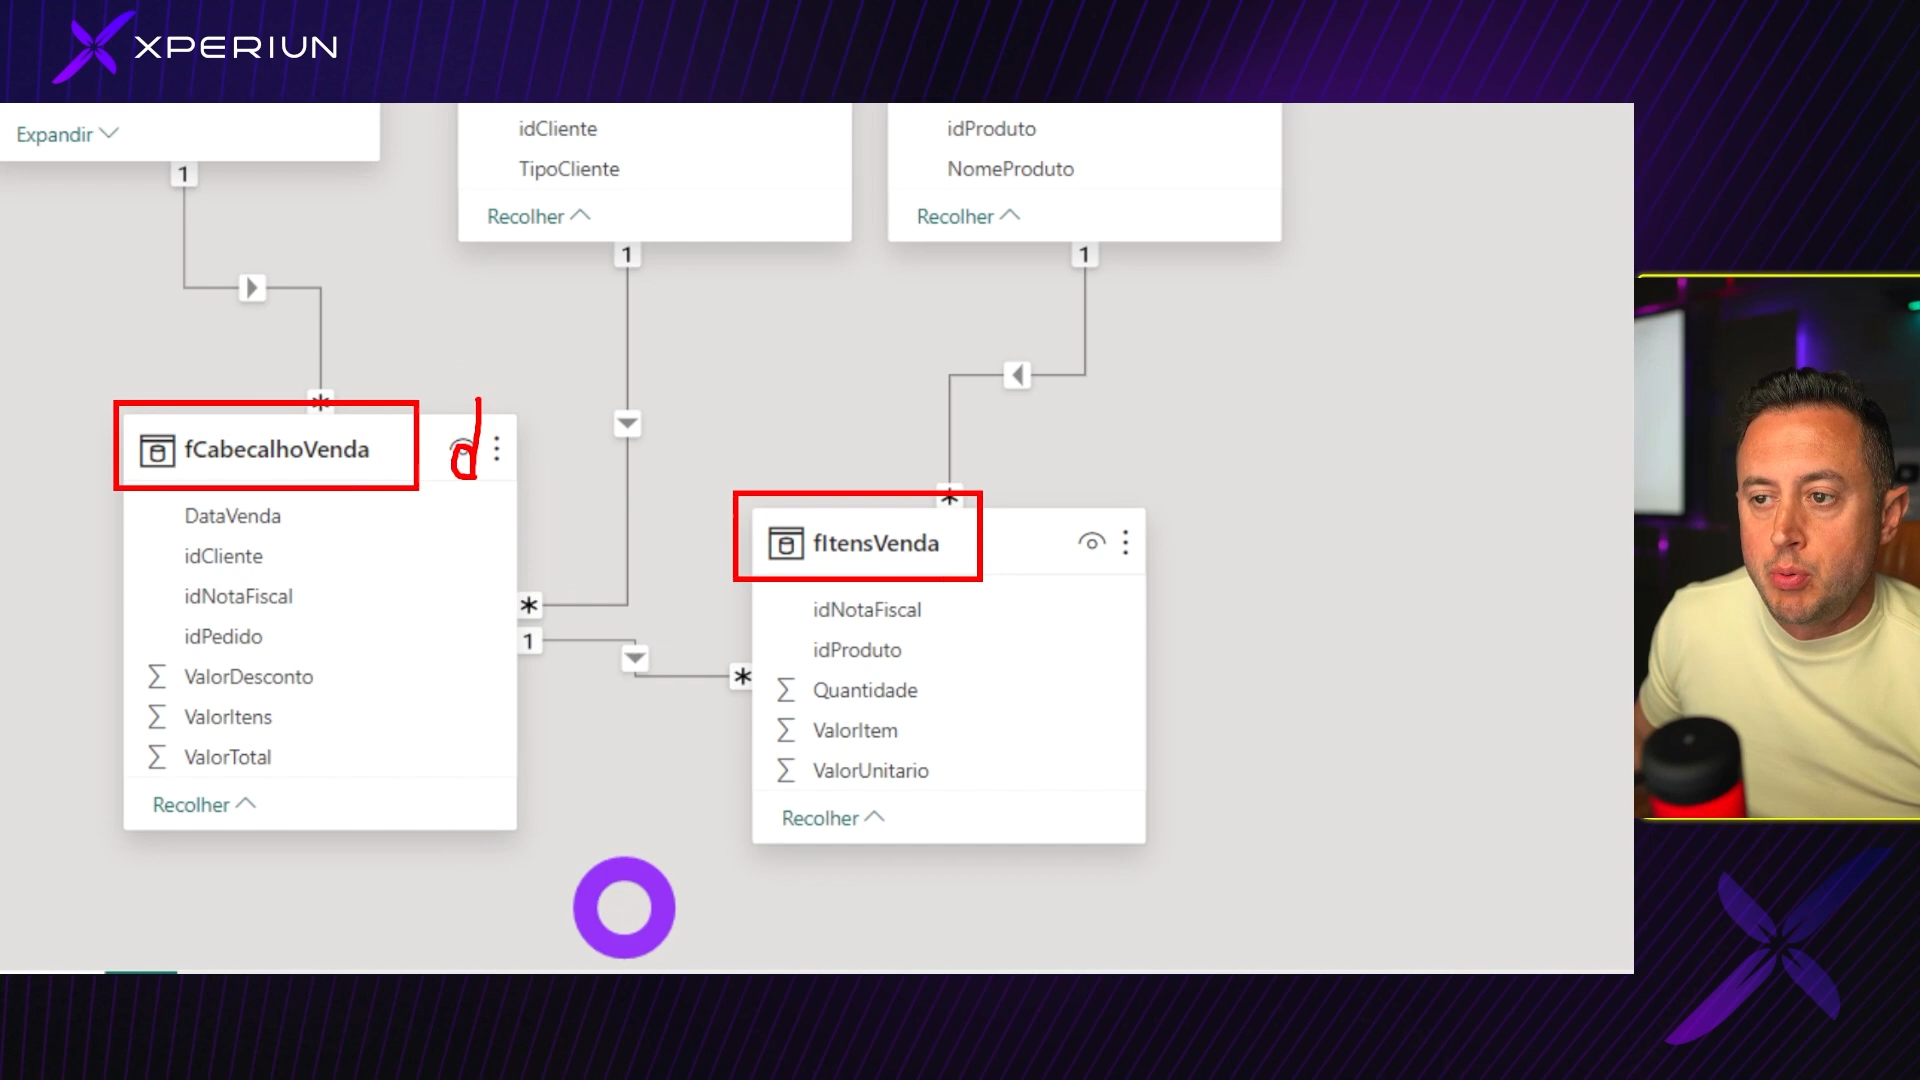 XPERIUN
Expandir
idCliente
TipoCliente
Recolher
idProduto
NomeProduto
Recolher
1
1
1
*
fCabecalhoVenda
d
DataVenda
idCliente
idNotaFiscal
idPedido
ValorDesconto
ValorItens
ValorTotal
Recolher
*
1
*
*
fItensVenda
idNotaFiscal
idProduto
Quantidade
ValorItem
ValorUnitario
Recolher